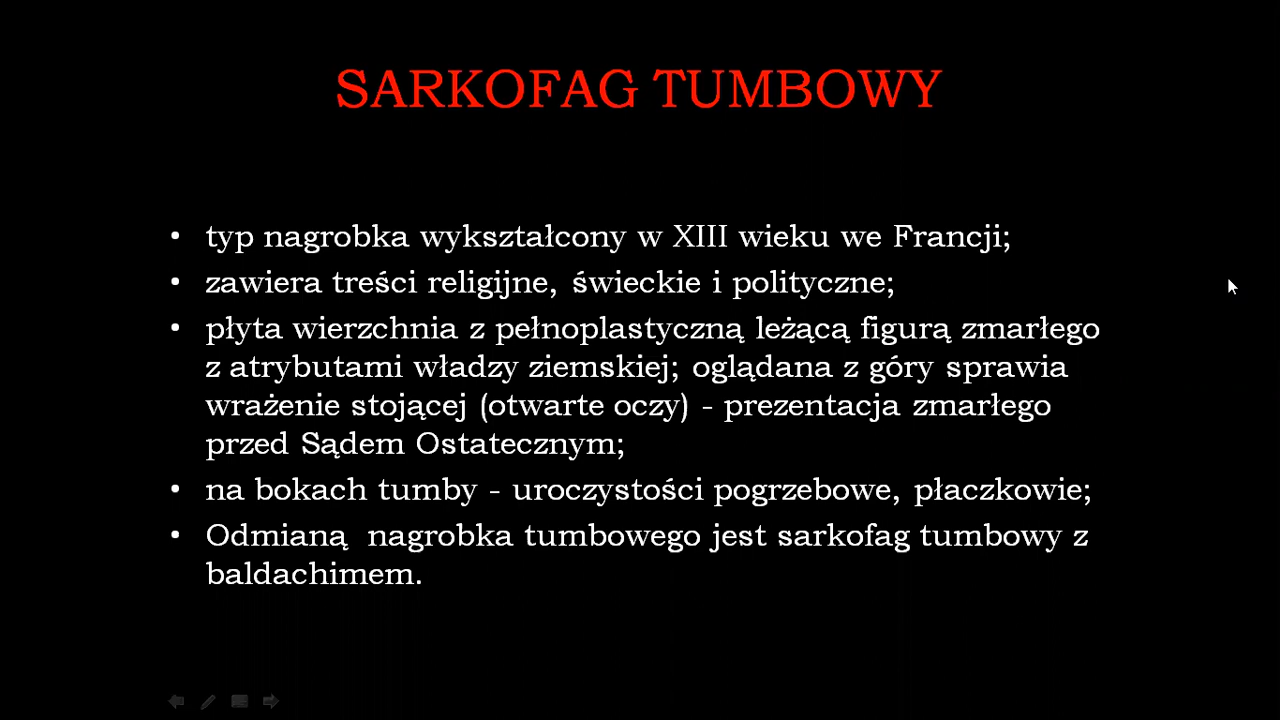 SARKOFAG TUMBOWY
• typ nagrobka wykształcony w XIII wieku we Francji;
• zawiera treści religijne, świeckie i polityczne;
• płyta wierzchnia z pełnoplastyczną leżącą figurą zmarłego
z atrybutami władzy ziemskiej; oglądana z góry sprawia
wrażenie stojącej (otwarte oczy) - prezentacja zmarłego
przed Sądem Ostatecznym;
• na bokach tumby - uroczystości pogrzebowe, płaczkowie;
• Odmianą nagrobka tumbowego jest sarkofag tumbowy z
baldachimem.